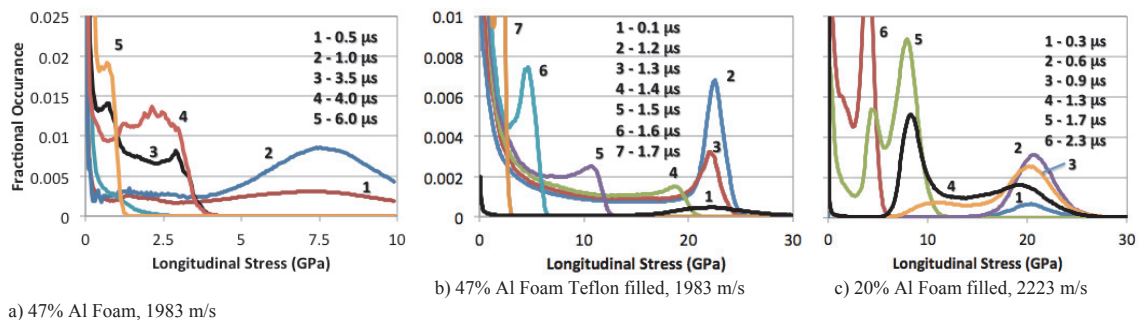 0.025
0.02
0.015
0.01
0.005
0
Fractional Occurance
5
4
3
2
1
1 - 0.5 µs
2 - 1.0 µs
3 - 3.5 µs
4 - 4.0 µs
5 - 6.0 µs
0 2.5 5 7.5 10
Longitudinal Stress (GPa)
a) 47% Al Foam, 1983 m/s
0.01
0.008
0.006
0.004
0.002
0.000
7
6
5
4
3
2
1
1 - 0.1 µs
2 - 1.2 µs
3 - 1.3 µs
4 - 1.4 µs
5 - 1.5 µs
6 - 1.6 µs
7 - 1.7 µs
0 10 20 30
Longitudinal Stress (GPa)
b) 47% Al Foam Teflon filled, 1983 m/s
6
5
4
2
3
1
1 - 0.3 µs
2 - 0.6 µs
3 - 0.9 µs
4 - 1.3 µs
5 - 1.7 µs
6 - 2.3 µs
0 10 20 30
Longitudinal Stress (GPa)
c) 20% Al Foam filled, 2223 m/s